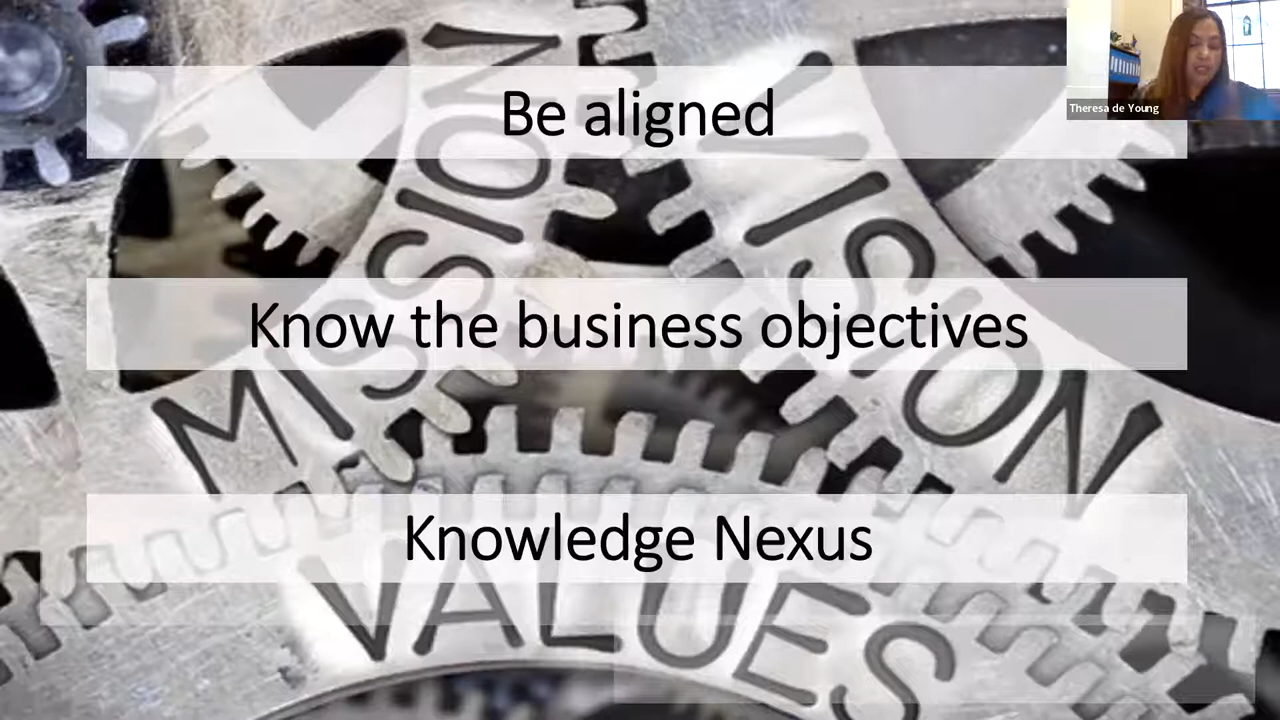 Be aligned
Theresa de Young
Know the business objectives
Knowledge Nexus
MISSION
VISION
VALUES